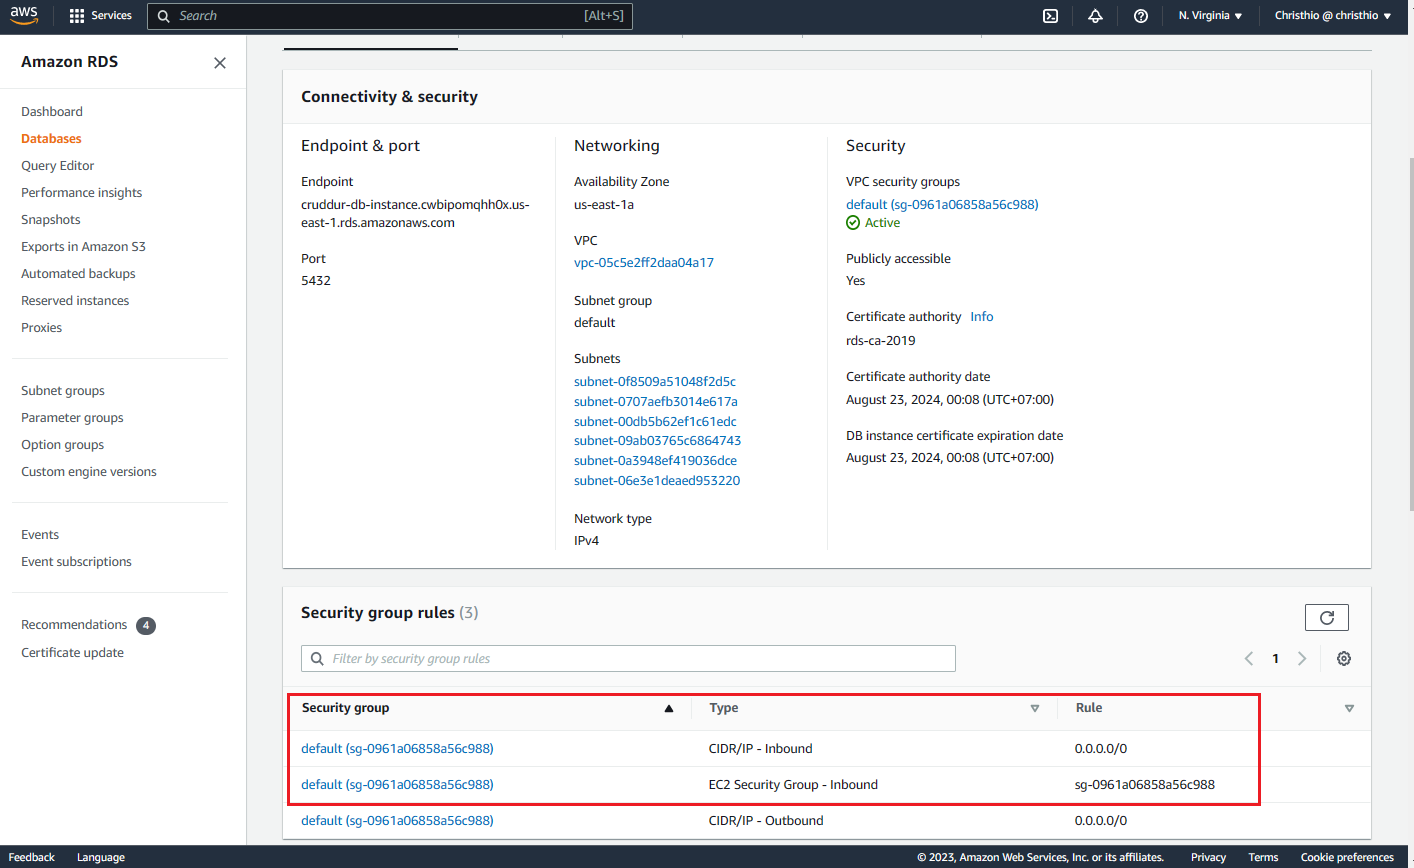 aws Services Search [Alt+S] N. Virginia Christhio @ christhio
Amazon RDS
Dashboard
Databases
Query Editor
Performance insights
Snapshots
Exports in Amazon S3
Automated backups
Reserved instances
Proxies
Subnet groups
Parameter groups
Option groups
Custom engine versions
Events
Event subscriptions
Recommendations 4
Certificate update
Connectivity & security
Endpoint & port
Endpoint
cruddur-db-instance.cwbipomqhh0x.us-
east-1.rds.amazonaws.com
Port
5432
Networking
Availability Zone
us-east-1a
VPC
vpc-05c5e2ff2daa04a17
Subnet group
default
Subnets
subnet-0f8509a51048f2d5c
subnet-0707aefb3014e617a
subnet-00db5b62ef1c61edc
subnet-09ab03765c6864743
subnet-0a3948ef419036dce
subnet-06e3e1deaed953220
Network type
IPv4
Security
VPC security groups
default (sg-0961a06858a56c988)
Active
Publicly accessible
Yes
Certificate authority Info
rds-ca-2019
Certificate authority date
August 23, 2024, 00:08 (UTC+07:00)
DB instance certificate expiration date
August 23, 2024, 00:08 (UTC+07:00)
Security group rules (3)
Filter by security group rules
1
Security group Type Rule
default (sg-0961a06858a56c988) CIDR/IP - Inbound 0.0.0.0/0
default (sg-0961a06858a56c988) EC2 Security Group - Inbound sg-0961a06858a56c988
default (sg-0961a06858a56c988) CIDR/IP - Outbound 0.0.0.0/0
Feedback Language © 2023, Amazon Web Services, Inc. or its affiliates. Privacy Terms Cookie preferences